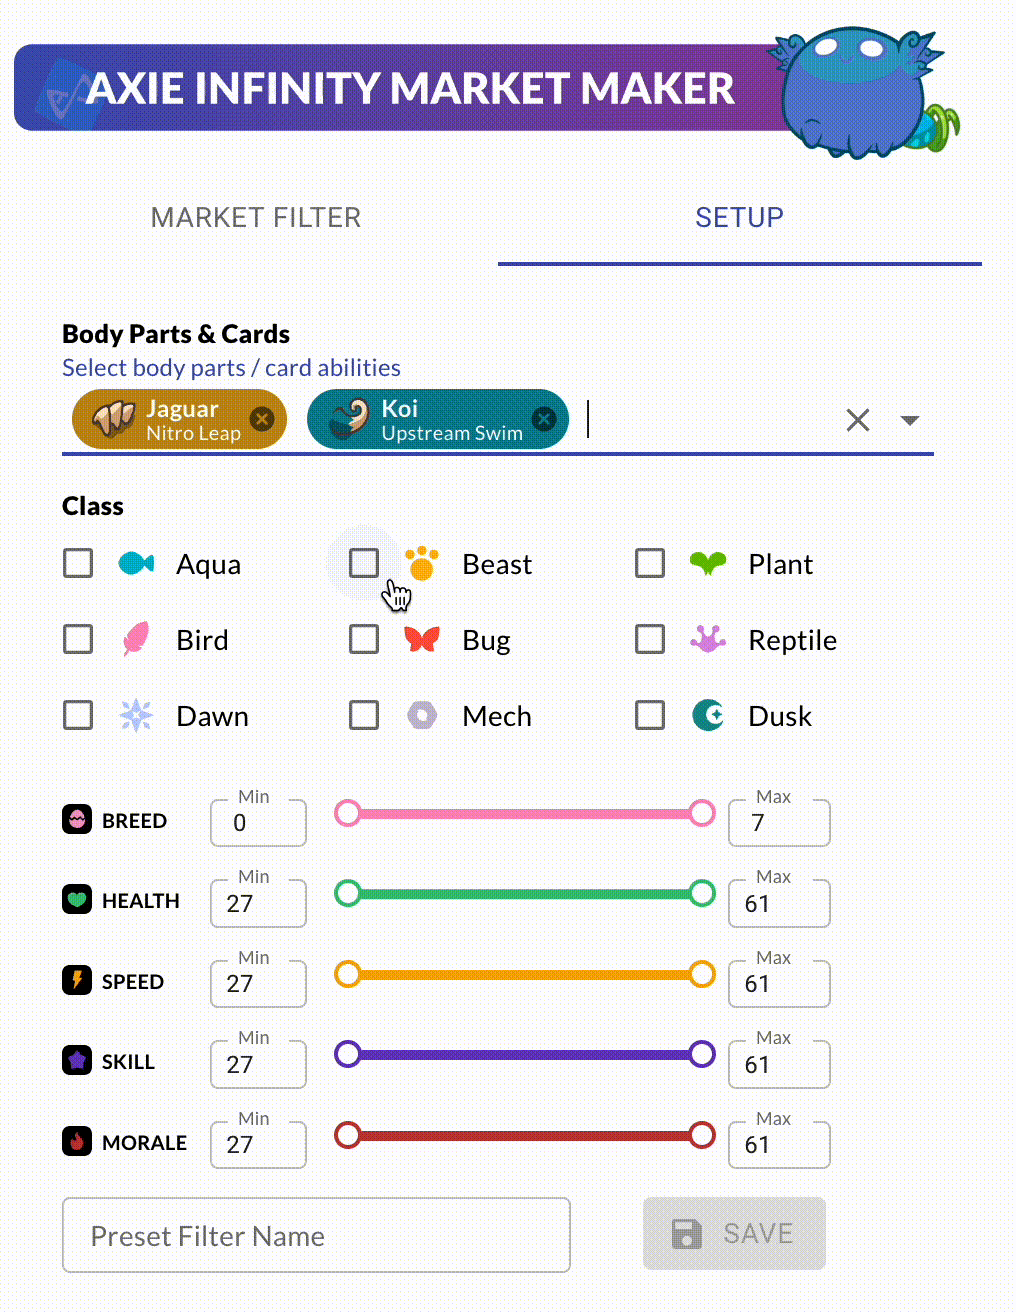 AXIE INFINITY MARKET MAKER
MARKET FILTER
SETUP
Body Parts & Cards
Select body parts / card abilities
Jaguar
Nitro Leap
Koi
Upstream Swim
Class
Aqua
Beast
Plant
Bird
Bug
Reptile
Dawn
Mech
Dusk
BREED
Min
0
Max
7
HEALTH
Min
27
Max
61
SPEED
Min
27
Max
61
SKILL
Min
27
Max
61
MORALE
Min
27
Max
61
Preset Filter Name
SAVE